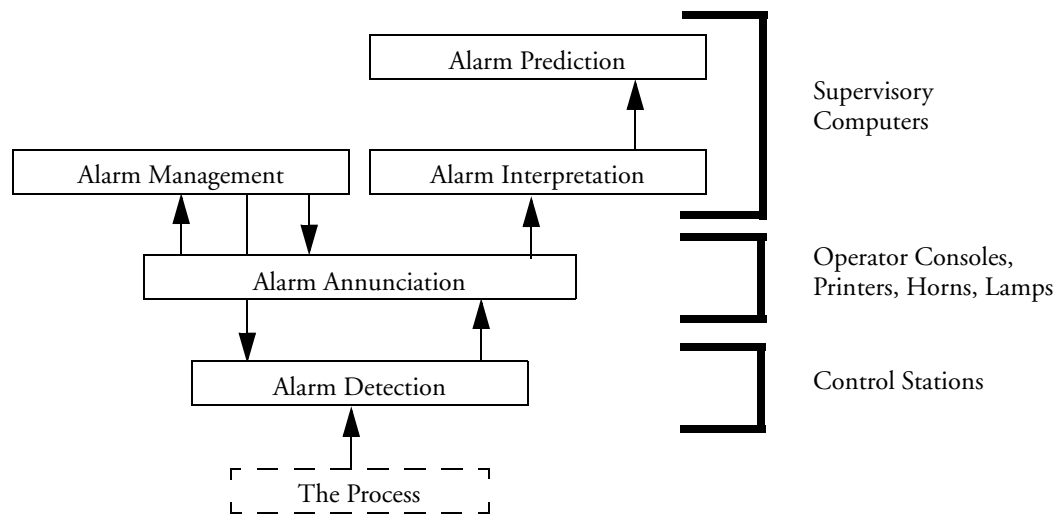 Alarm Prediction
Supervisory
Computers
Alarm Management
Alarm Interpretation
Operator Consoles,
Printers, Horns, Lamps
Alarm Annunciation
Control Stations
Alarm Detection
The Process